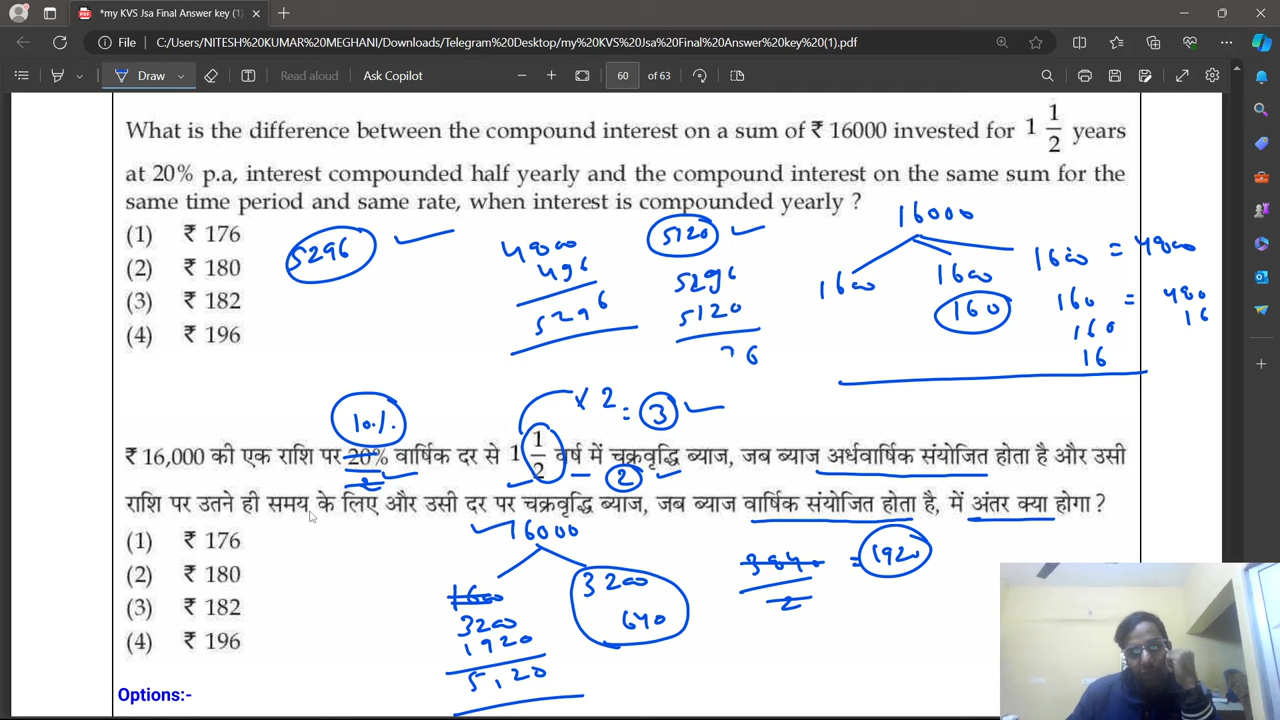 *my KVS Jsa Final Answer key (1)
File C:/Users/NITESH%20KUMAR%20MEGHANI/Downloads/Telegram%20Desktop/my%20KVS%20Jsa%20Final%20Answer%20key%20(1).pdf
Draw Read aloud Ask Copilot 60 of 63
What is the difference between the compound interest on a sum of ₹ 16000 invested for 1 1/2 years
at 20% p.a, interest compounded half yearly and the compound interest on the same sum for the
same time period and same rate, when interest is compounded yearly ?
(1) ₹ 176
(2) ₹ 180
(3) ₹ 182
(4) ₹ 196
5296
4800
496
5296
5120
5296
5120
76
16000
1600 1600 1600 = 4800
160 160 = 480
160 16
16
10%
× 2 = 3
2
₹ 16,000 की एक राशि पर 20% वार्षिक दर से 1 1/2 वर्ष में चक्रवृद्धि ब्याज, जब ब्याज अर्धवार्षिक संयोजित होता है और उसी
2
राशि पर उतने ही समय के लिए और उसी दर पर चक्रवृद्धि ब्याज, जब ब्याज वार्षिक संयोजित होता है, में अंतर क्या होगा ?
(1) ₹ 176
(2) ₹ 180
(3) ₹ 182
(4) ₹ 196
16000
1600 3200
3200 640
1920
5120
3840 = 1920
2
Options:-